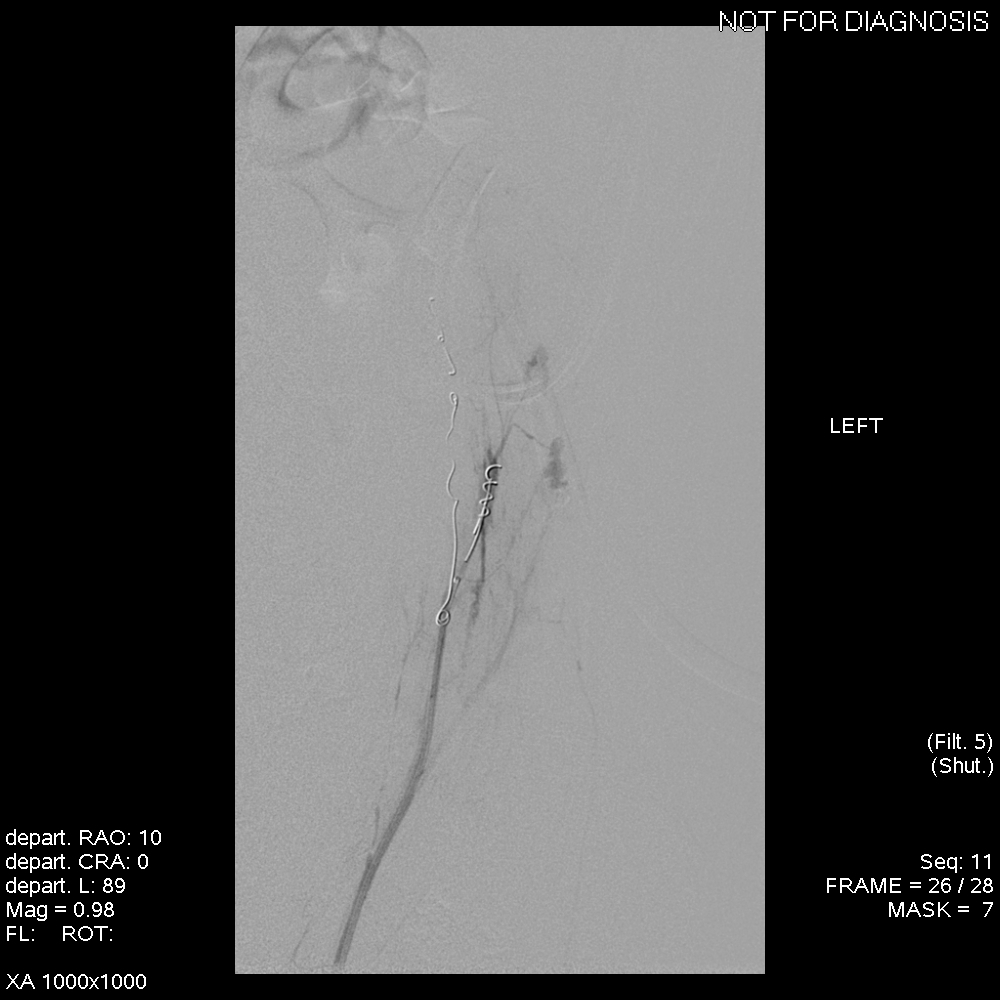 NOT FOR DIAGNOSIS
LEFT
(Filt. 5)
(Shut.)
depart. RAO: 10
depart. CRA: 0
depart. L: 89
Mag = 0.98
FL: ROT:
XA 1000x1000
Seq: 11
FRAME = 26 / 28
MASK = 7